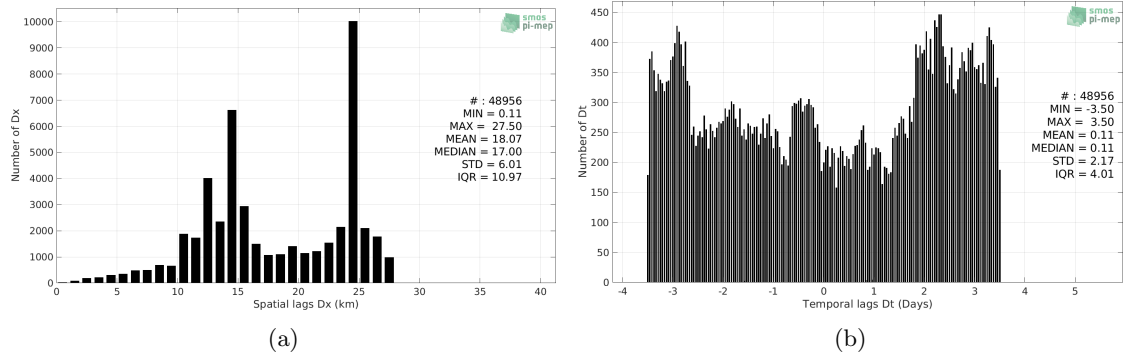 10000
9000
8000
7000
6000
5000
4000
3000
2000
1000
0
Number of Dx
smos
pi-mep
# : 48956
MIN = 0.11
MAX = 27.50
MEAN = 18.07
MEDIAN = 17.00
STD = 6.01
IQR = 10.97
0 5 10 15 20 25 30 35 40
Spatial lags Dx (km)
(a)
450
400
350
300
250
200
150
100
50
0
Number of Dt
smos
pi-mep
# : 48956
MIN = -3.50
MAX = 3.50
MEAN = 0.11
MEDIAN = 0.11
STD = 2.17
IQR = 4.01
-4 -3 -2 -1 0 1 2 3 4 5
Temporal lags Dt (Days)
(b)